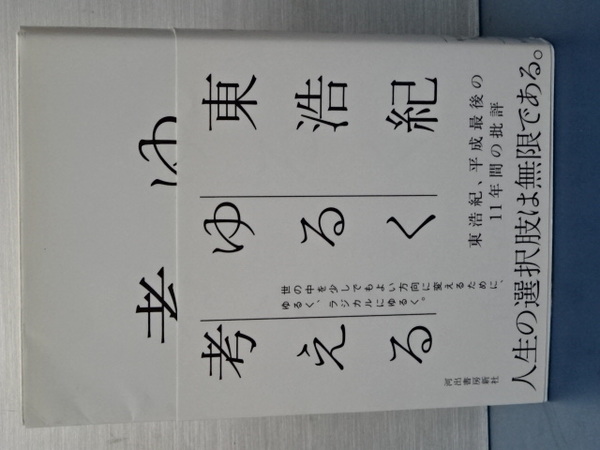 ゆ
考
東浩紀
ゆるく
世の中を少しでもよい方向に変えるために、
ゆるく、ラジカルにゆるく。
考える
東浩紀、平成最後の
11年間の批評
河出書房新社
人生の選択肢は無限である。